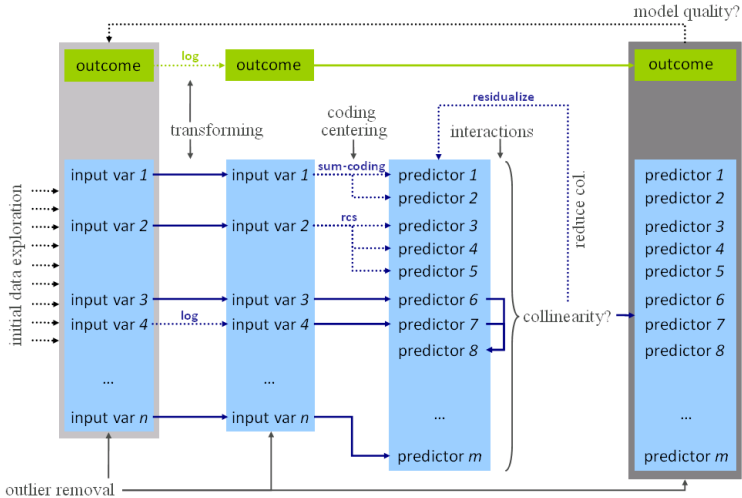 model quality?
outcome
log
outcome
outcome
transforming
coding
centering
residualize
interactions
initial data exploration
input var 1
input var 2
input var 3
input var 4
...
input var n
log
input var 1
input var 2
input var 3
input var 4
...
input var n
sum-coding
rcs
predictor 1
predictor 2
predictor 3
predictor 4
predictor 5
predictor 6
predictor 7
predictor 8
...
predictor m
reduce col.
collinearity?
predictor 1
predictor 2
predictor 3
predictor 4
predictor 5
predictor 6
predictor 7
predictor 8
...
predictor m
outlier removal